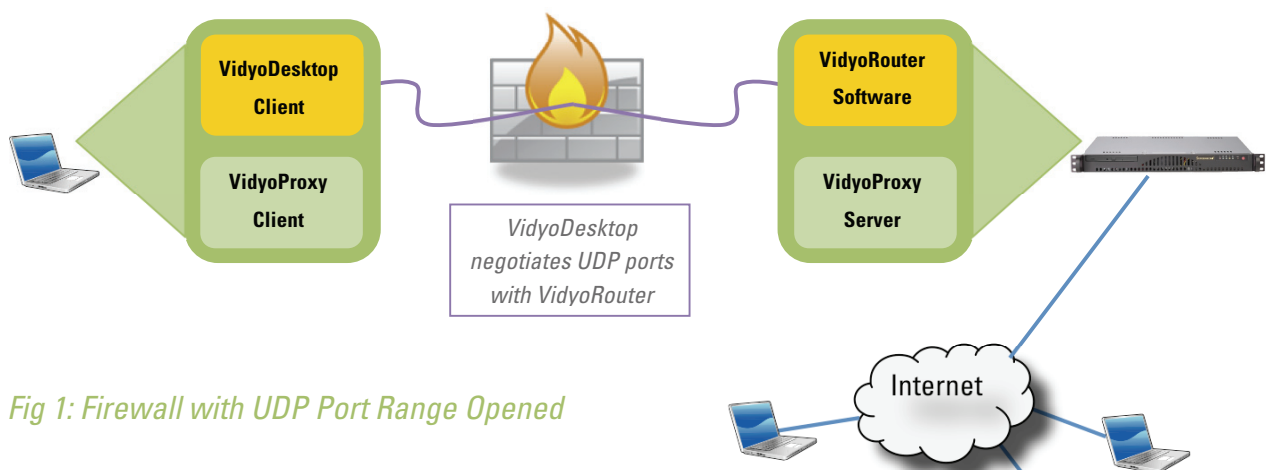 VidyoDesktop
Client
VidyoProxy
Client
VidyoRouter
Software
VidyoProxy
Server
VidyoDesktop
negotiates UDP ports
with VidyoRouter
Internet
Fig 1: Firewall with UDP Port Range Opened